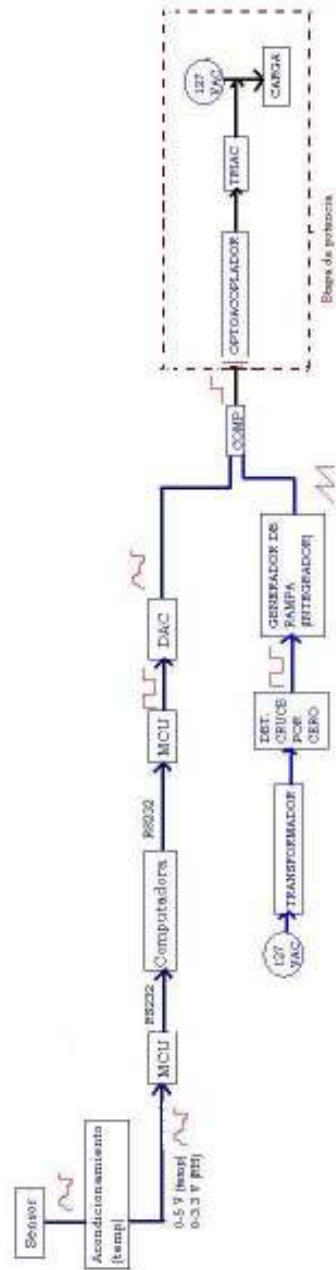 Sensor
Acondicionamiento
(temp)
0-5 V (temp)
0-3.3 V (RH)
MCU
RS232
Computadora
RS232
MCU
DAC
127
VAC
TRANSFORMADOR
DET.
CRUCE
POR
CERO
GENERADOR DE
RAMPA
(INTEGRADOR)
COMP
OPTOACOPLADOR
TRIAC
127
VAC
CARGA
Etapa de potencia